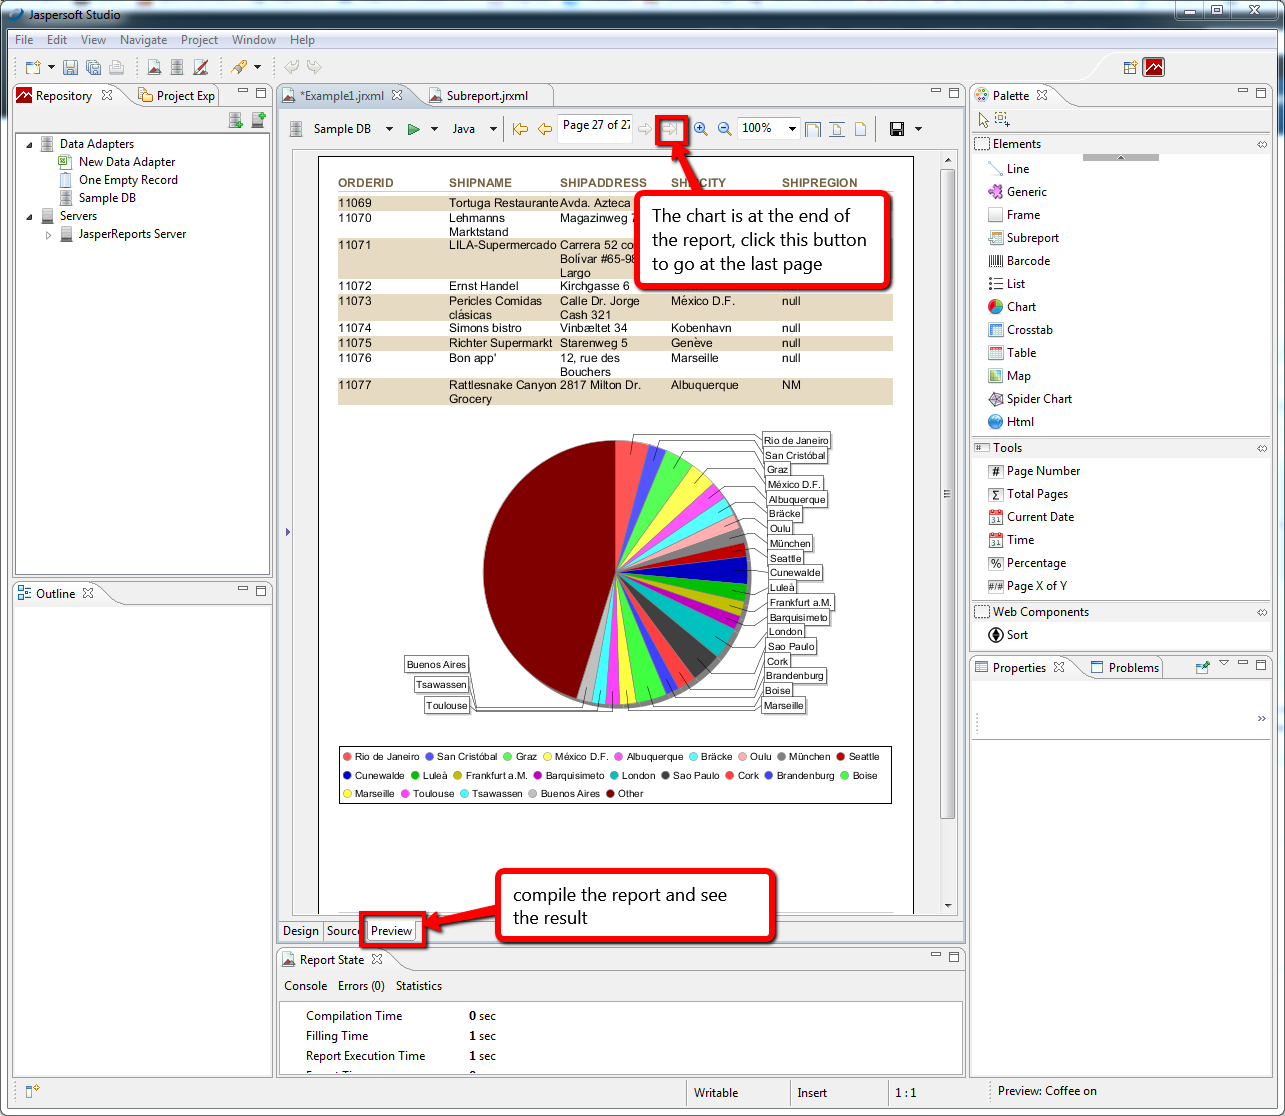 Jaspersoft Studio
File Edit View Navigate Project Window Help
Repository Project Exp
Data Adapters
New Data Adapter
One Empty Record
Sample DB
Servers
JasperReports Server
Outline
*Example1.jrxml Subreport.jrxml
Sample DB Java Page 27 of 27 100%
ORDERID SHIPNAME SHIPADDRESS SHIPCITY SHIPREGION
11069 Tortuga Restaurante Avda. Azteca
11070 Lehmanns Magazinweg 7
Marktstand
11071 LILA-Supermercado Carrera 52 co
Bolívar #65-98
Largo
11072 Ernst Handel Kirchgasse 6
11073 Pericles Comidas Calle Dr. Jorge México D.F. null
clásicas Cash 321
11074 Simons bistro Vinbæltet 34 Kobenhavn null
11075 Richter Supermarkt Starenweg 5 Genève null
11076 Bon app' 12, rue des Marseille null
Bouchers
11077 Rattlesnake Canyon 2817 Milton Dr. Albuquerque NM
Grocery
The chart is at the end of
the report, click this button
to go at the last page
Rio de Janeiro
San Cristóbal
Graz
México D.F.
Albuquerque
Bräcke
Oulu
München
Seattle
Cunewalde
Luleå
Frankfurt a.M.
Barquisimeto
London
Sao Paulo
Cork
Brandenburg
Boise
Marseille
Buenos Aires
Tsawassen
Toulouse
Rio de Janeiro San Cristóbal Graz México D.F. Albuquerque Bräcke Oulu München Seattle
Cunewalde Luleå Frankfurt a.M. Barquisimeto London Sao Paulo Cork Brandenburg Boise
Marseille Toulouse Tsawassen Buenos Aires Other
compile the report and see
the result
Design Source Preview
Report State
Console Errors (0) Statistics
Compilation Time 0 sec
Filling Time 1 sec
Report Execution Time 1 sec
Palette
Elements
Line
Generic
Frame
Subreport
Barcode
List
Chart
Crosstab
Table
Map
Spider Chart
Html
Tools
# Page Number
Σ Total Pages
31 Current Date
31 Time
% Percentage
#/# Page X of Y
Web Components
Sort
Properties Problems
Writable Insert 1 : 1 Preview: Coffee on